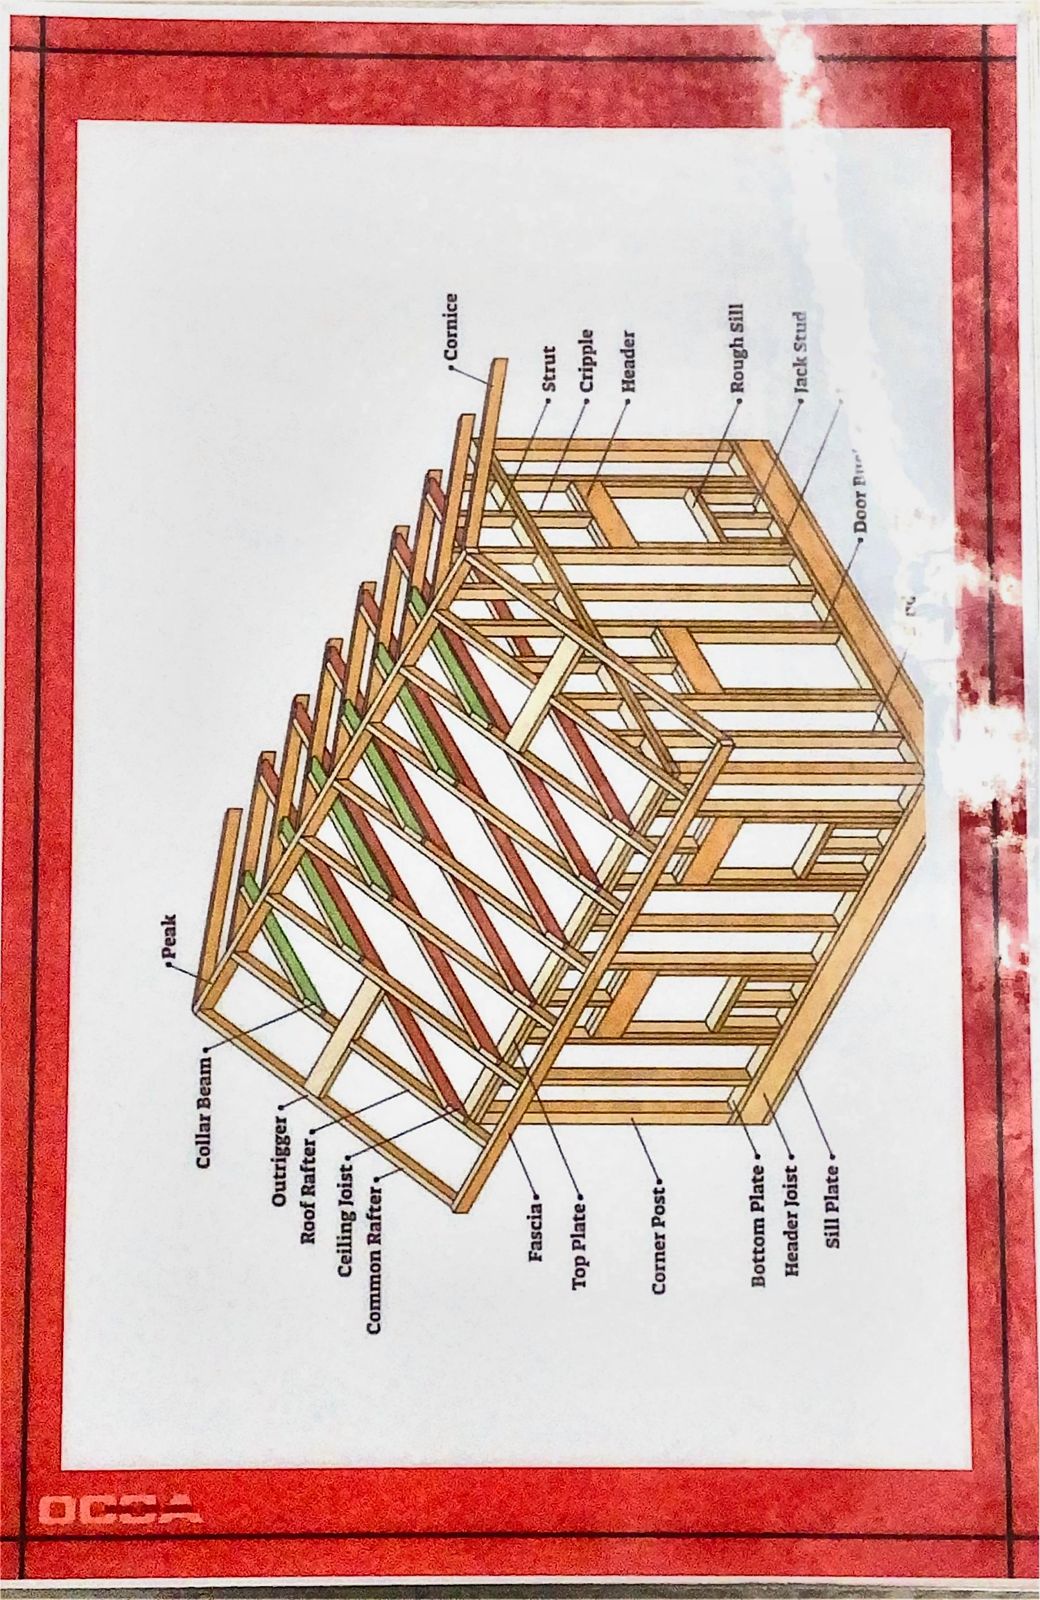 Peak
Collar Beam
Outrigger
Roof Rafter
Ceiling Joist
Common Rafter
Fascia
Top Plate
Corner Post
Bottom Plate
Header Joist
Sill Plate
Cornice
Strut
Cripple
Header
Rough Sill
Jack Stud
Door
OCCA